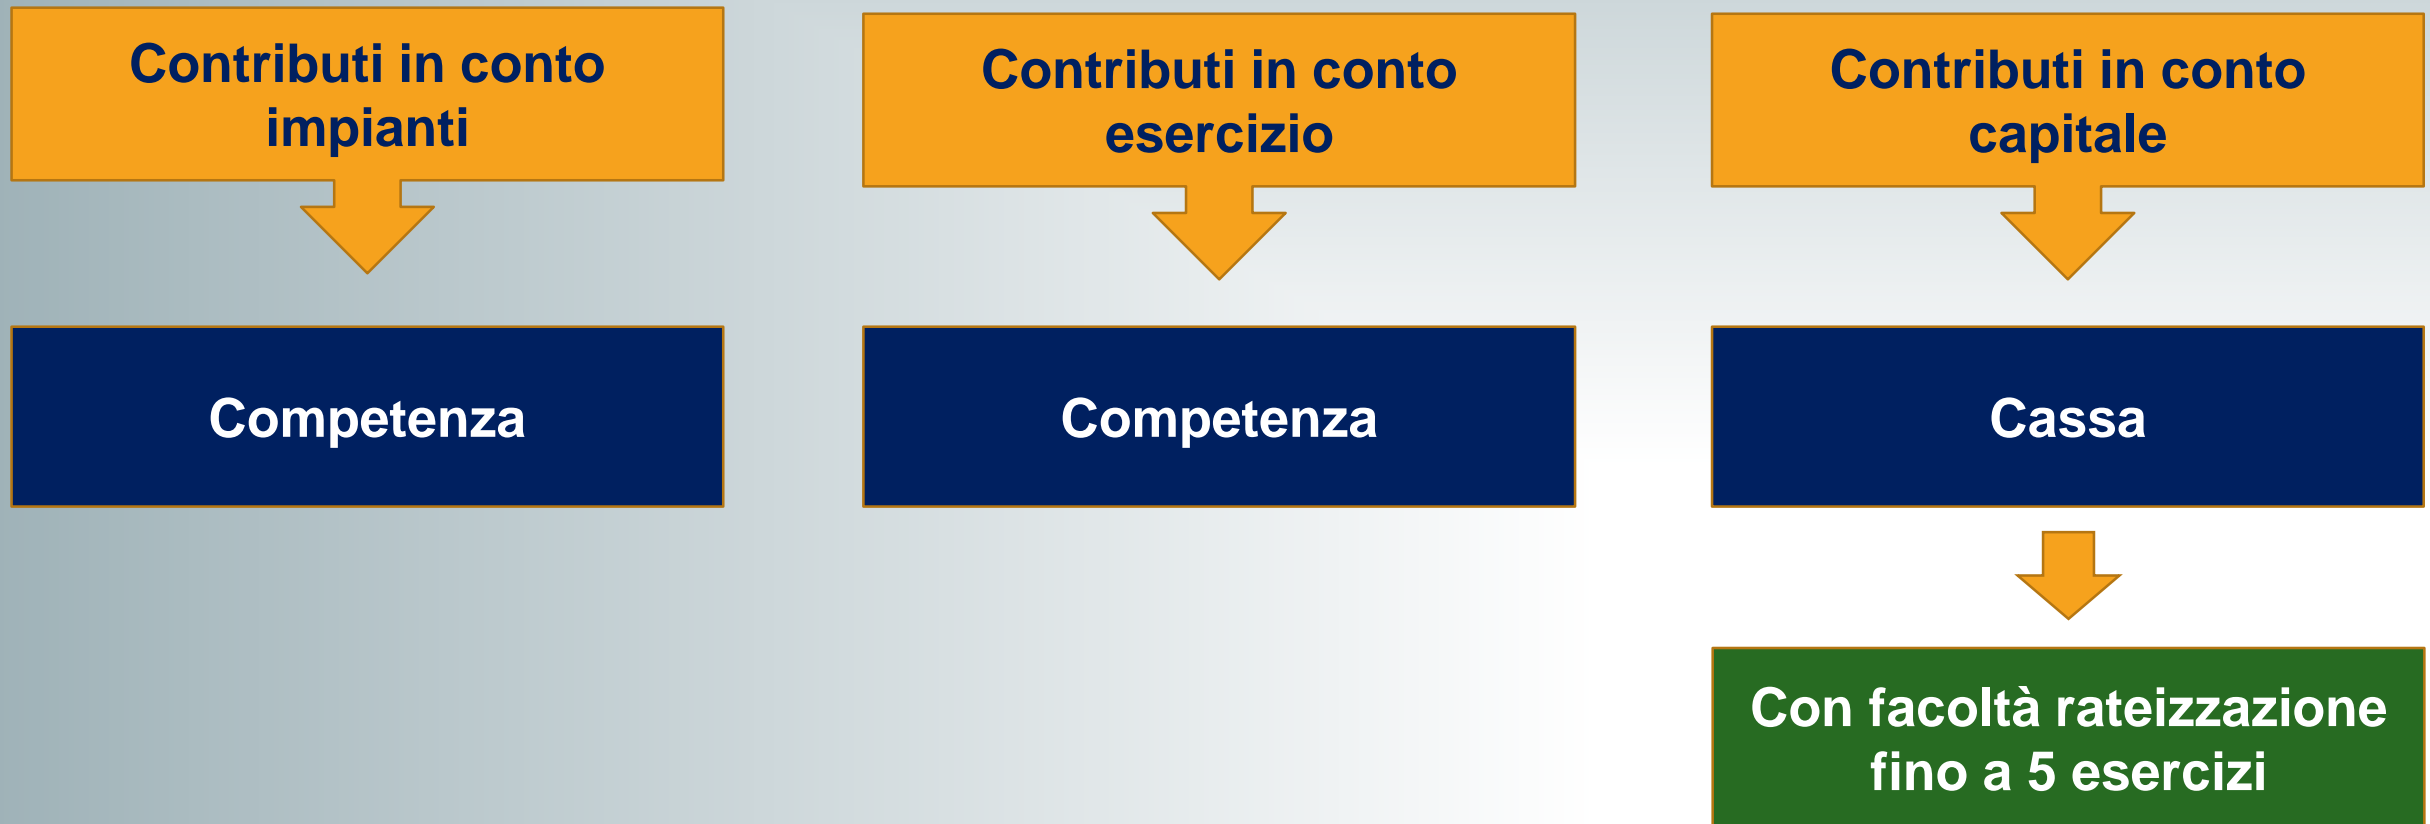 Contributi in conto
impianti
Contributi in conto
esercizio
Contributi in conto
capitale
Competenza
Competenza
Cassa
Con facoltà rateizzazione
fino a 5 esercizi